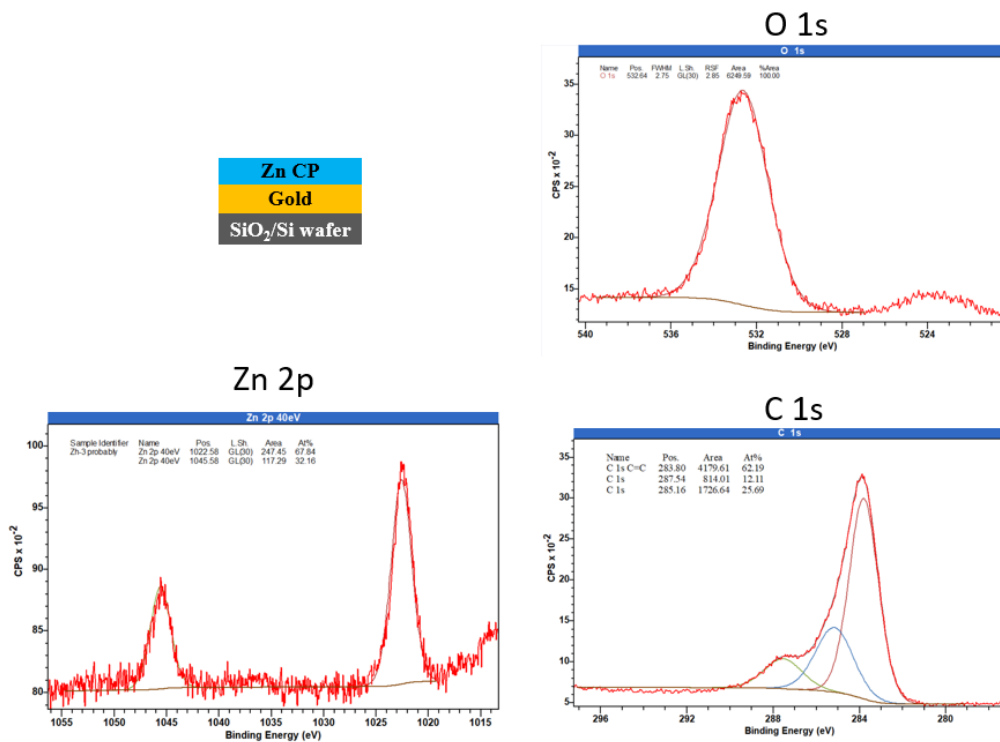 O 1s
O 1s
Name Pos. FWHM L.Sh. RSF Area %Area
O 1s 532.64 2.75 GL(30) 2.85 6249.59 100.00
CPS x 10⁻²
35
30
25
20
15
540 536 532 528 524
Binding Energy (eV)
Zn CP
Gold
SiO₂/Si wafer
Zn 2p
Zn 2p 40eV
Sample Identifier Name Pos. L.Sh. Area At%
Zh-3 probably Zn 2p 40eV 1022.58 GL(30) 247.45 67.84
Zn 2p 40eV 1045.58 GL(30) 117.29 32.16
CPS x 10⁻²
100
95
90
85
80
1055 1050 1045 1040 1035 1030 1025 1020 1015
Binding Energy (eV)
C 1s
C 1s
Name Pos. Area At%
C 1s C=C 283.80 4179.61 62.19
C 1s 287.54 814.01 12.11
C 1s 285.16 1726.64 25.69
CPS x 10⁻²
35
30
25
20
15
10
5
296 292 288 284 280
Binding Energy (eV)